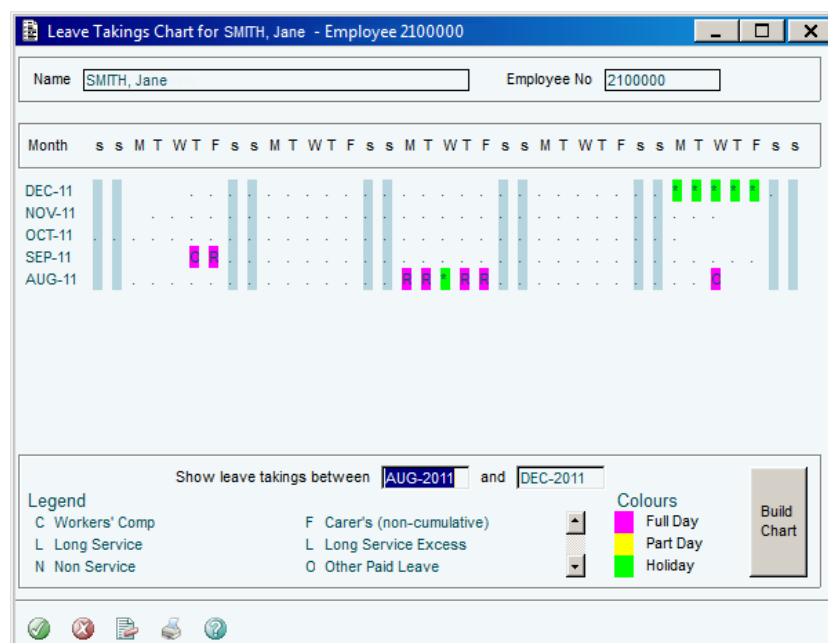 Leave Takings Chart for SMITH, Jane - Employee 2100000
Name SMITH, Jane Employee No 2100000
Month s s M T W T F s s M T W T F s s M T W T F s s M T W T F s s M T W T F s s
DEC-11 . . . . . . . . . . . . . . . . . . . . . . . . . * * * * * .
NOV-11 . . . . . . . . . . . . . . . . . . . . . . . . . . . . . .
OCT-11 . . . . . . . . . . . . . . . . . . . . . . . . . . . . . . .
SEP-11 C R . . . . . . . . . . . . . . . . . . . . . . . . . . . .
AUG-11 . . . . . . . . . . . . . . R R * R R . . . . . . . . . . . C
Show leave takings between AUG-2011 and DEC-2011
Legend Colours
C Workers' Comp F Carer's (non-cumulative) Full Day
L Long Service L Long Service Excess Part Day
N Non Service O Other Paid Leave Holiday
Build
Chart